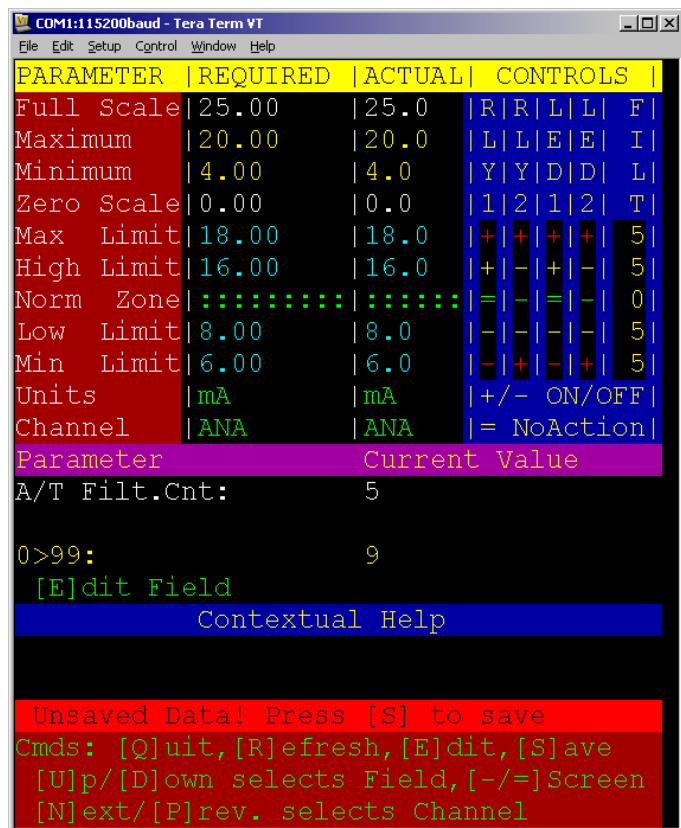 COM1:115200baud - Tera Term VT
File Edit Setup Control Window Help
PARAMETER |REQUIRED |ACTUAL| CONTROLS |
Full Scale|25.00 |25.0 |R|R|L|L| F|
Maximum |20.00 |20.0 |L|L|E|E| I|
Minimum |4.00 |4.0 |Y|Y|D|D| L|
Zero Scale|0.00 |0.0 |1|2|1|2| T|
Max Limit|18.00 |18.0 |+|+|+|+| 5|
High Limit|16.00 |16.0 |+|-|+|-| 5|
Norm Zone|:::::::::|::::::|=|-|=|-| 0|
Low Limit|8.00 |8.0 |-|-|-|-| 5|
Min Limit|6.00 |6.0 |-|+|-|+| 5|
Units |mA |mA |+/- ON/OFF|
Channel |ANA |ANA |= NoAction|
Parameter Current Value
A/T Filt.Cnt: 5
0>99: 9
[E]dit Field
Contextual Help
Unsaved Data! Press [S] to save
Cmds: [Q]uit,[R]efresh,[E]dit,[S]ave
[U]p/[D]own selects Field,[-/=]Screen
[N]ext/[P]rev. selects Channel